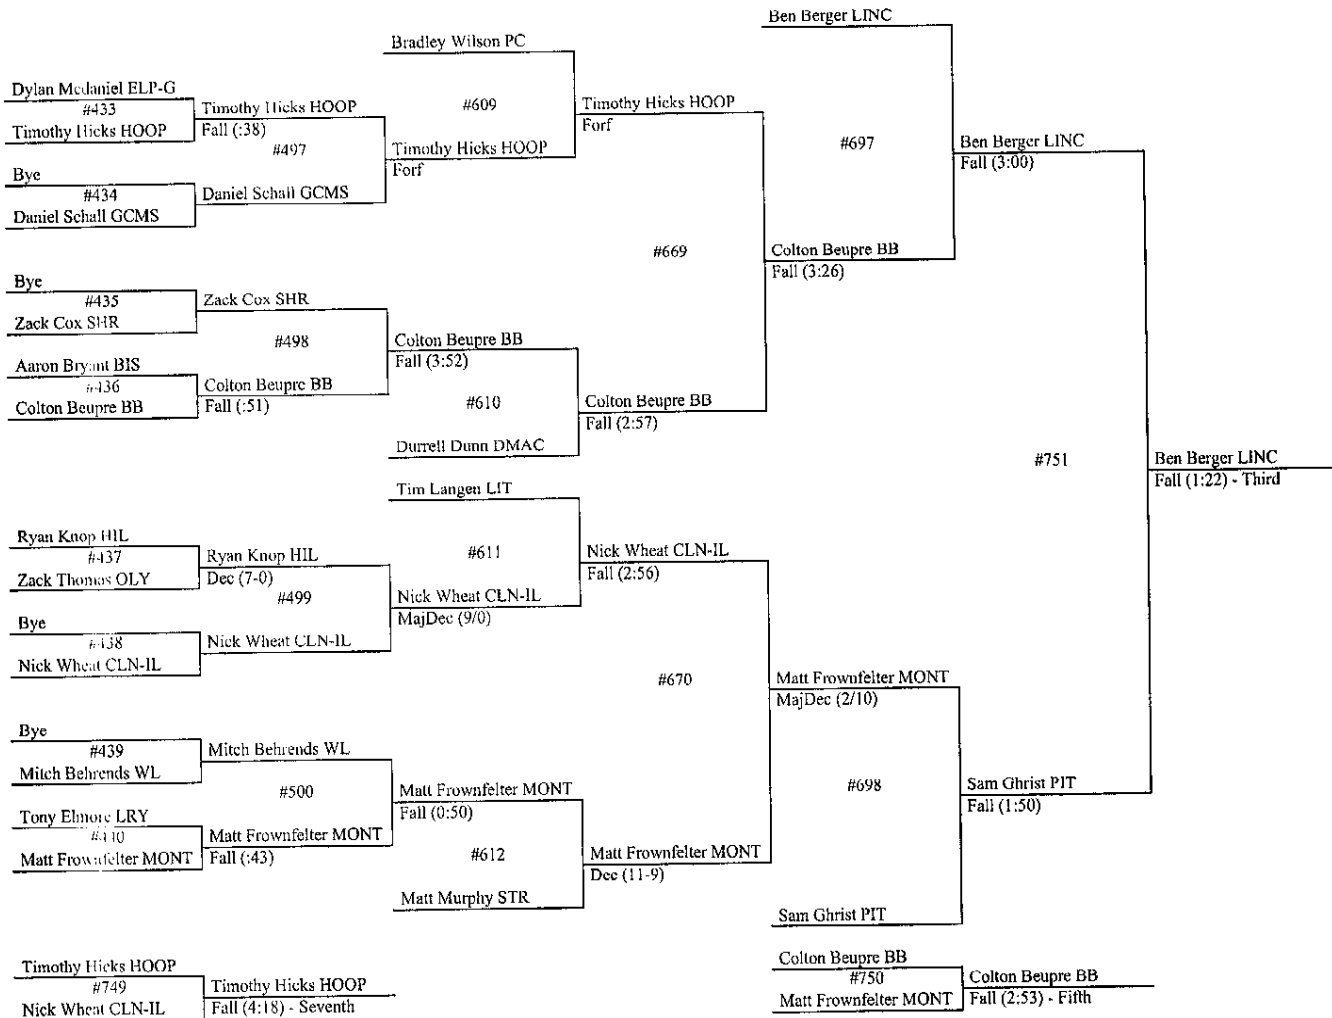 Ben Berger LINC
Bradley Wilson PC
Dylan Mcdaniel ELP-G
#433
Timothy Hicks HOOP
Timothy Hicks HOOP
Fall (:38)
#497
#609
Timothy Hicks HOOP
Forf
Timothy Hicks HOOP
Forf
#697
Ben Berger LINC
Fall (3:00)
Bye
#434
Daniel Schall GCMS
Daniel Schall GCMS
#669
Colton Beupre BB
Fall (3:26)
Bye
#435
Zack Cox SHR
Zack Cox SHR
#498
Colton Beupre BB
Fall (3:52)
Aaron Bryant BIS
#436
Colton Beupre BB
Colton Beupre BB
Fall (:51)
#610
Colton Beupre BB
Fall (2:57)
Durrell Dunn DMAC
#751
Ben Berger LINC
Fall (1:22) - Third
Tim Langen LIT
Ryan Knop HIL
#437
Zack Thomas OLY
Ryan Knop HIL
Dec (7-0)
#611
Nick Wheat CLN-IL
Fall (2:56)
#499
Nick Wheat CLN-IL
MajDec (9/0)
Bye
#438
Nick Wheat CLN-IL
Nick Wheat CLN-IL
#670
Matt Frownfelter MONT
MajDec (2/10)
Bye
#439
Mitch Behrends WL
Mitch Behrends WL
#500
Matt Frownfelter MONT
Fall (0:50)
#698
Sam Ghrist PIT
Fall (1:50)
Tony Elmore LRY
#440
Matt Frownfelter MONT
Matt Frownfelter MONT
Fall (:43)
#612
Matt Frownfelter MONT
Dec (11-9)
Matt Murphy STR
Sam Ghrist PIT
Timothy Hicks HOOP
#749
Nick Wheat CLN-IL
Timothy Hicks HOOP
Fall (4:18) - Seventh
Colton Beupre BB
#750
Matt Frownfelter MONT
Colton Beupre BB
Fall (2:53) - Fifth